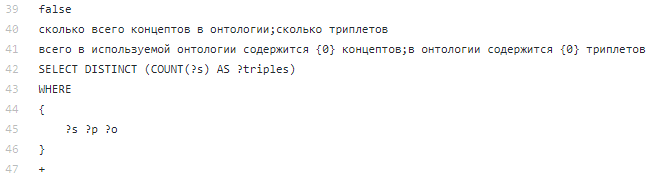 39 false
40 сколько всего концептов в онтологии;сколько триплетов
41 всего в используемой онтологии содержится {0} концептов;в онтологии содержится {0} триплетов
42 SELECT DISTINCT (COUNT(?s) AS ?triples)
43 WHERE
44 {
45     ?s ?p ?o
46 }
47 +